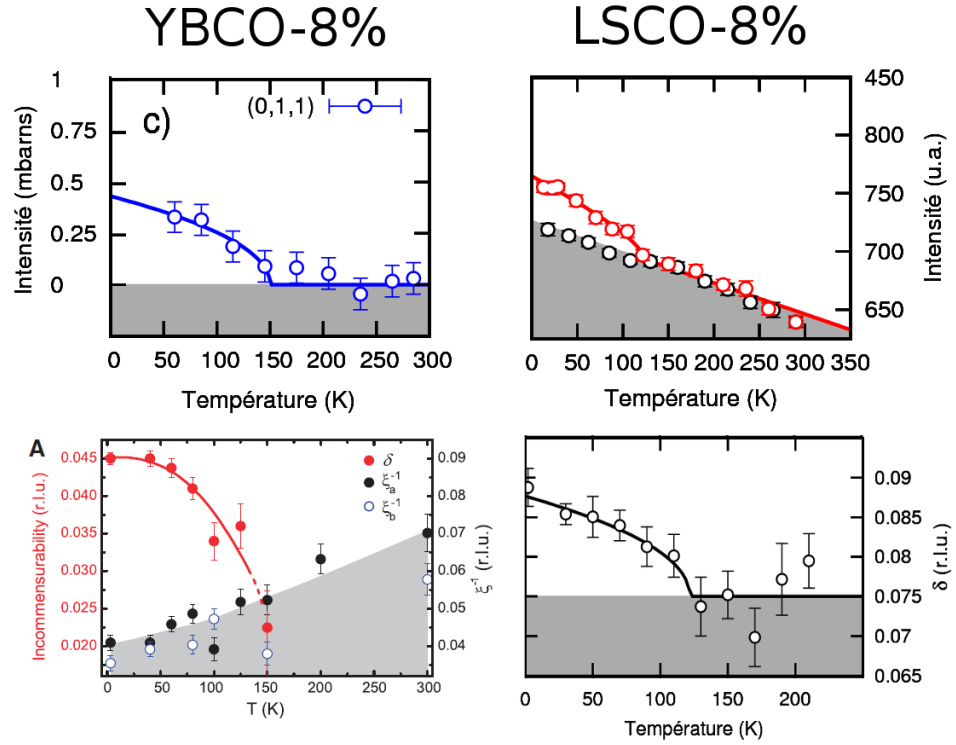 YBCO-8%
LSCO-8%
c)
(0,1,1)
Intensité (mbarns)
1
0.75
0.5
0.25
0
0 50 100 150 200 250 300
Température (K)
450
800
750
700
650
Intensité (u.a.)
0 50 100 150 200 250 300 350
Température (K)
A
Incommensurability (r.l.u.)
0.045
0.040
0.035
0.030
0.025
0.020
δ
ξₐ⁻¹
ξ_b⁻¹
0.09
0.08
0.07
0.06
0.05
0.04
ξ⁻¹ (r.l.u.)
0 50 100 150 200 250 300
T (K)
0.09
0.085
0.08
0.075
0.07
0.065
δ (r.l.u.)
0 50 100 150 200
Température (K)